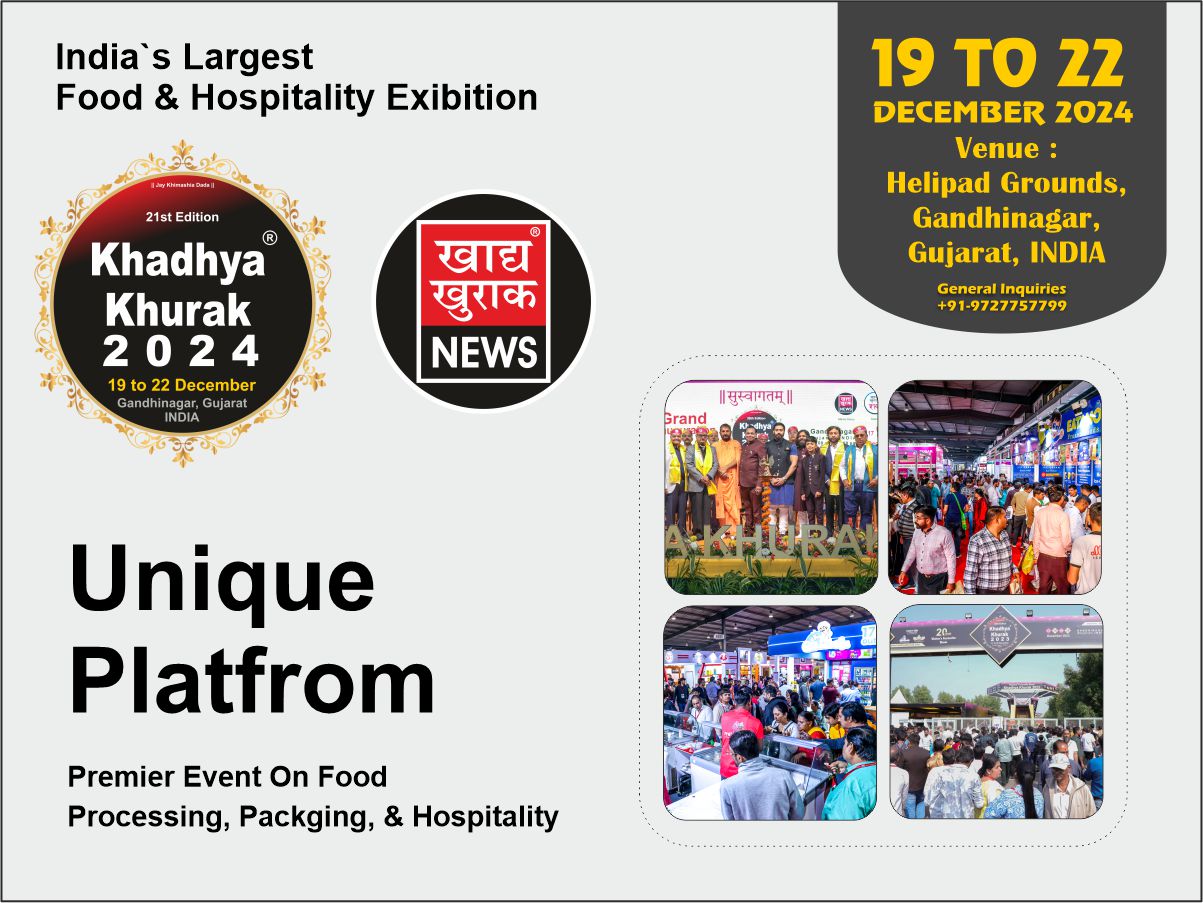 India`s Largest
Food & Hospitality Exibition
19 TO 22
DECEMBER 2024
Venue :
Helipad Grounds,
Gandhinagar,
Gujarat, INDIA
General Inquiries
+91-9727757799
|| Jay Khimashia Dada ||
21st Edition
Khadhya®
Khurak
2 0 2 4
19 to 22 December
Gandhinagar, Gujarat
INDIA
खाद्य®
खुराक
NEWS
॥सुस्वागतम्॥
Grand
Khadhya
A KHURAK
20
Khadhya
Khurak
2023
Unique
Platfrom
Premier Event On Food
Processing, Packging, & Hospitality